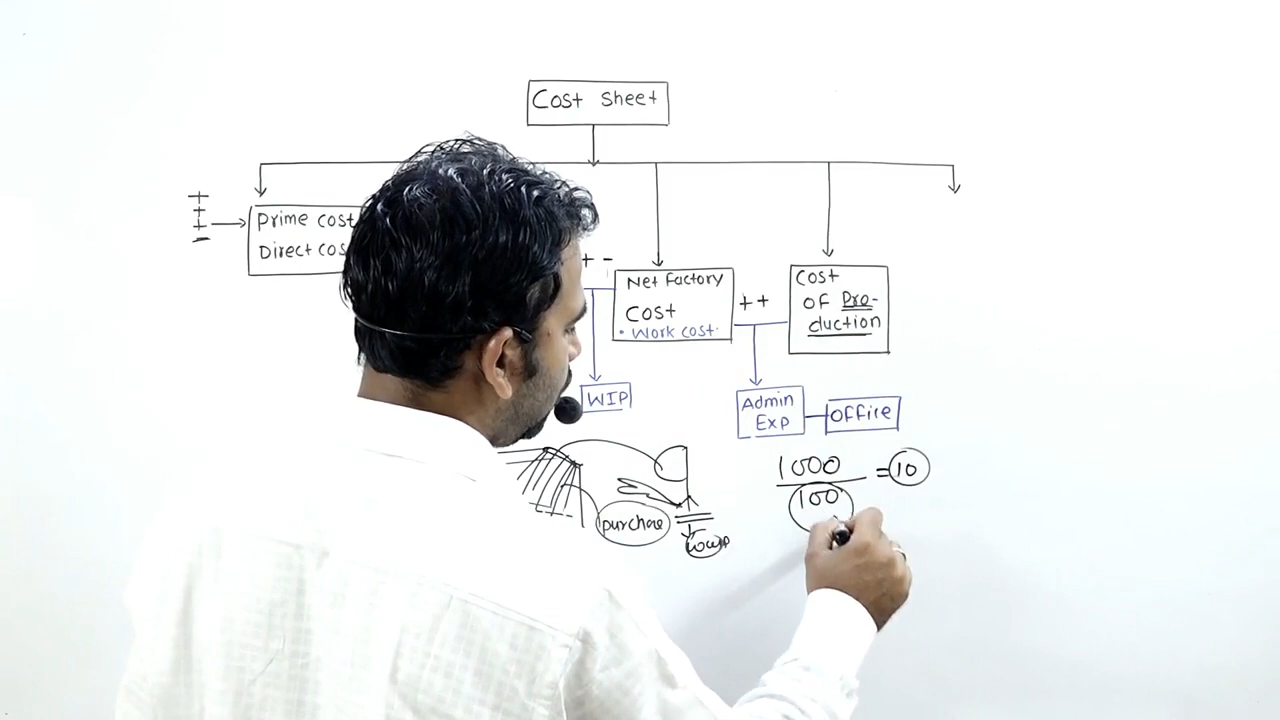 Cost Sheet
Prime cost
Direct cos
+ -
Net Factory
Cost
• Work cost.
++
Cost
OF Pro-
duction
WIP
Admin
Exp
Office
1000
= 10
100
purchase